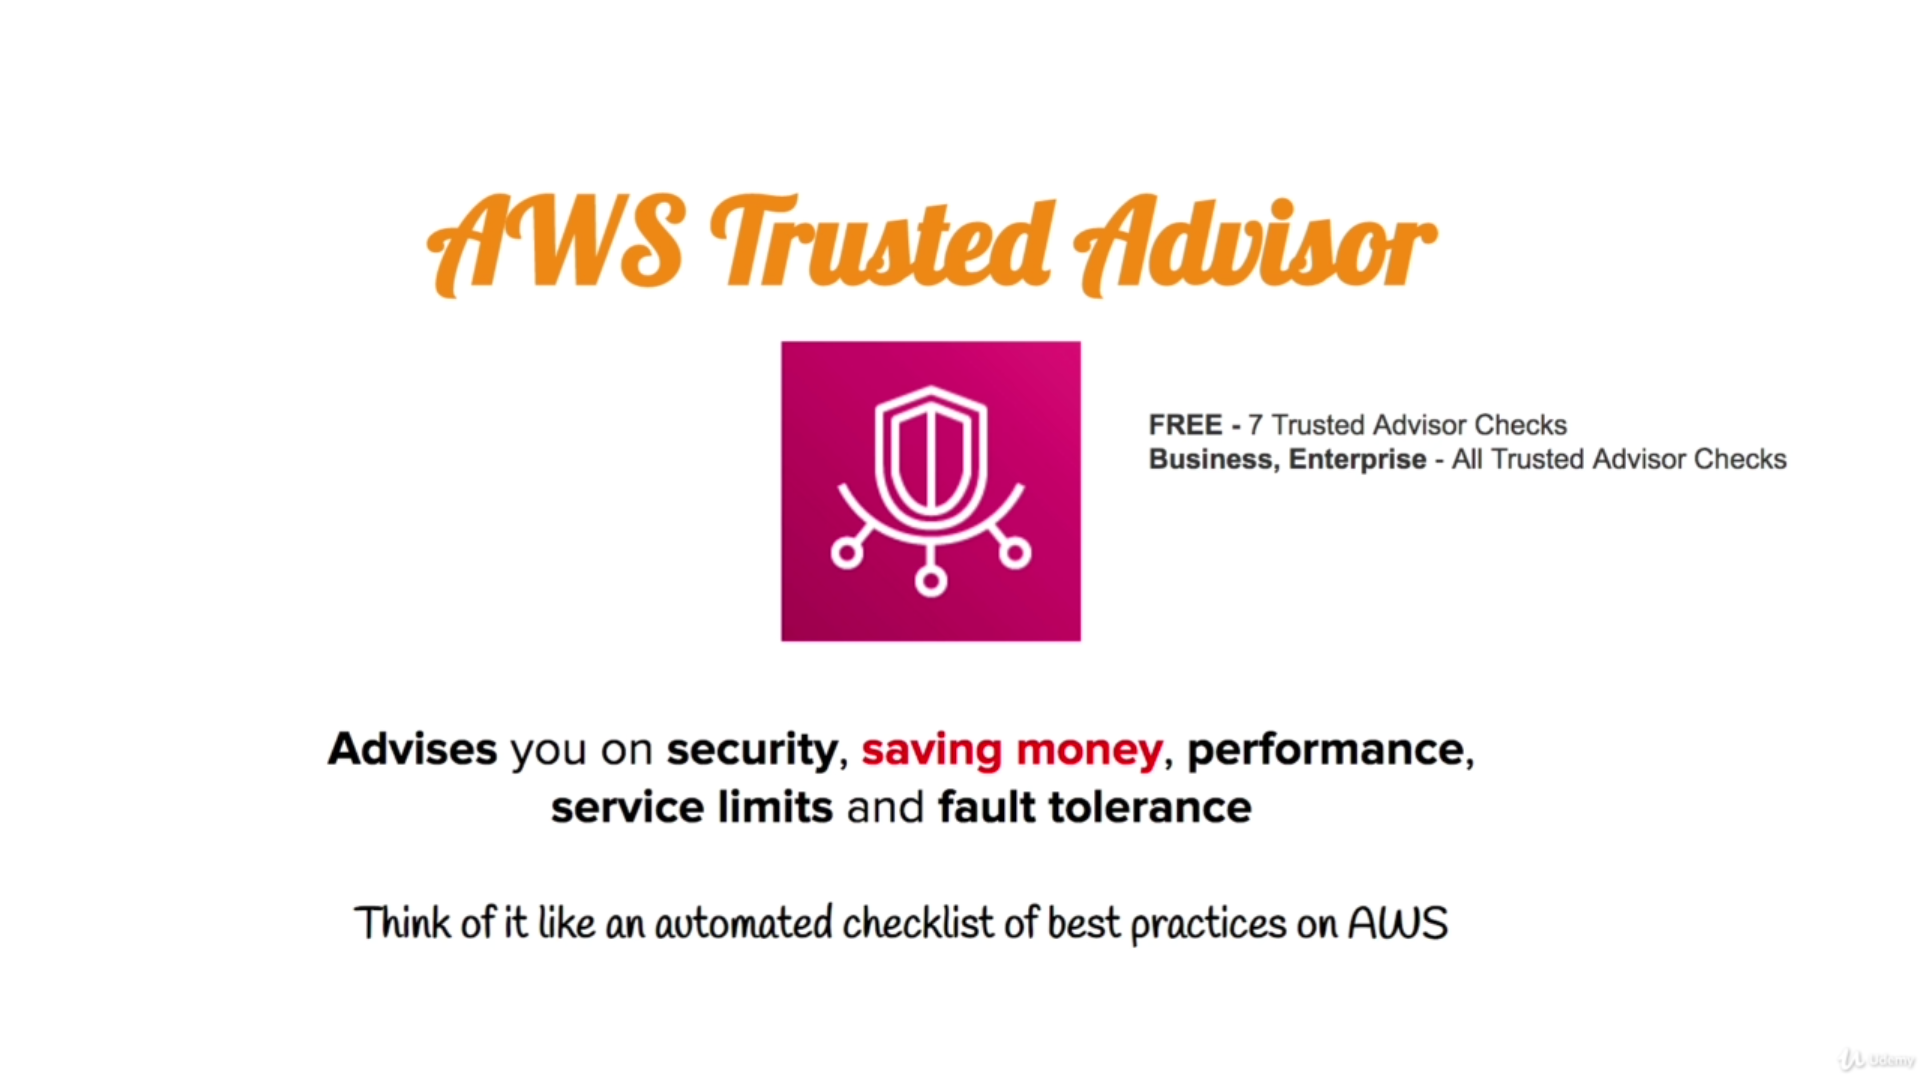 AWS Trusted Advisor
FREE - 7 Trusted Advisor Checks
Business, Enterprise - All Trusted Advisor Checks
Advises you on security, saving money, performance,
service limits and fault tolerance
Think of it like an automated checklist of best practices on AWS
Udemy